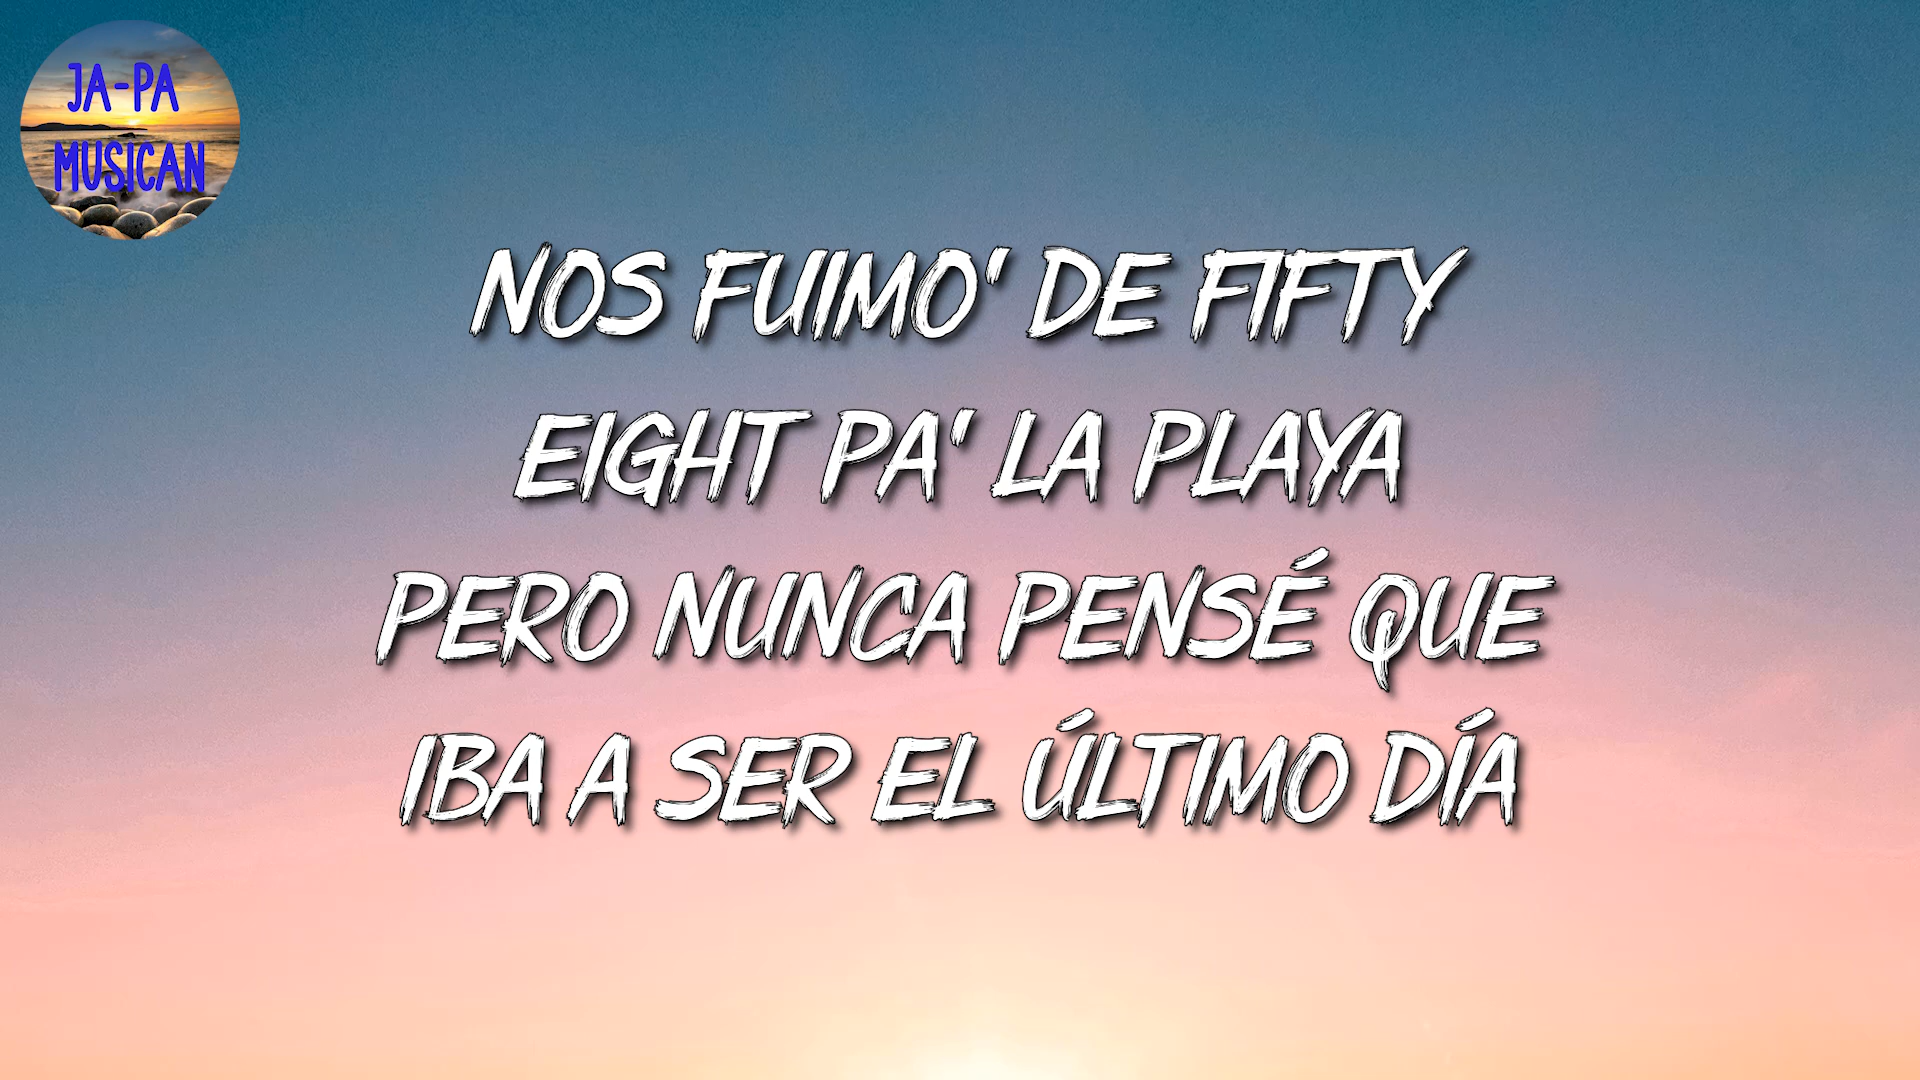 JA-PA
MUSICAN
NOS FUIMO' DE FIFTY
EIGHT PA' LA PLAYA
PERO NUNCA PENSÉ QUE
IBA A SER EL ÚLTIMO DÍA